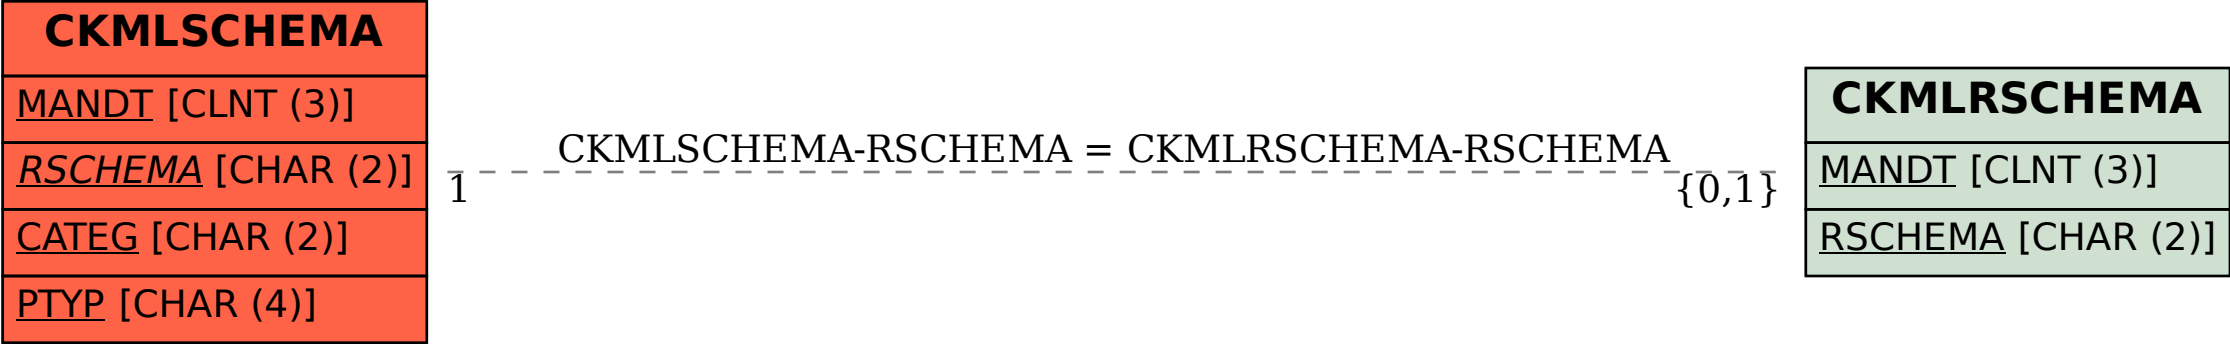 CKMLSCHEMA
MANDT [CLNT (3)]
RSCHEMA [CHAR (2)]
CATEG [CHAR (2)]
PTYP [CHAR (4)]
CKMLSCHEMA-RSCHEMA = CKMLRSCHEMA-RSCHEMA
1
{0,1}
CKMLRSCHEMA
MANDT [CLNT (3)]
RSCHEMA [CHAR (2)]